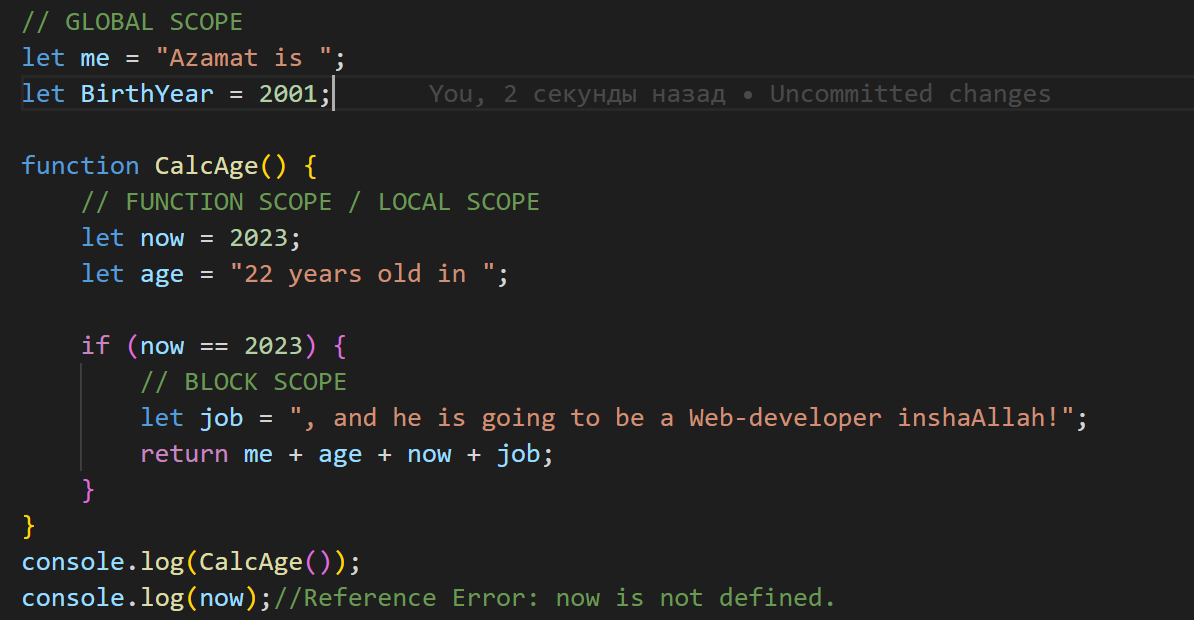 // GLOBAL SCOPE
let me = "Azamat is ";
let BirthYear = 2001; You, 2 секунды назад • Uncommitted changes
function CalcAge() {
// FUNCTION SCOPE / LOCAL SCOPE
let now = 2023;
let age = "22 years old in ";
if (now == 2023) {
// BLOCK SCOPE
let job = ", and he is going to be a Web-developer inshaAllah!";
return me + age + now + job;
}
}
console.log(CalcAge());
console.log(now);//Reference Error: now is not defined.